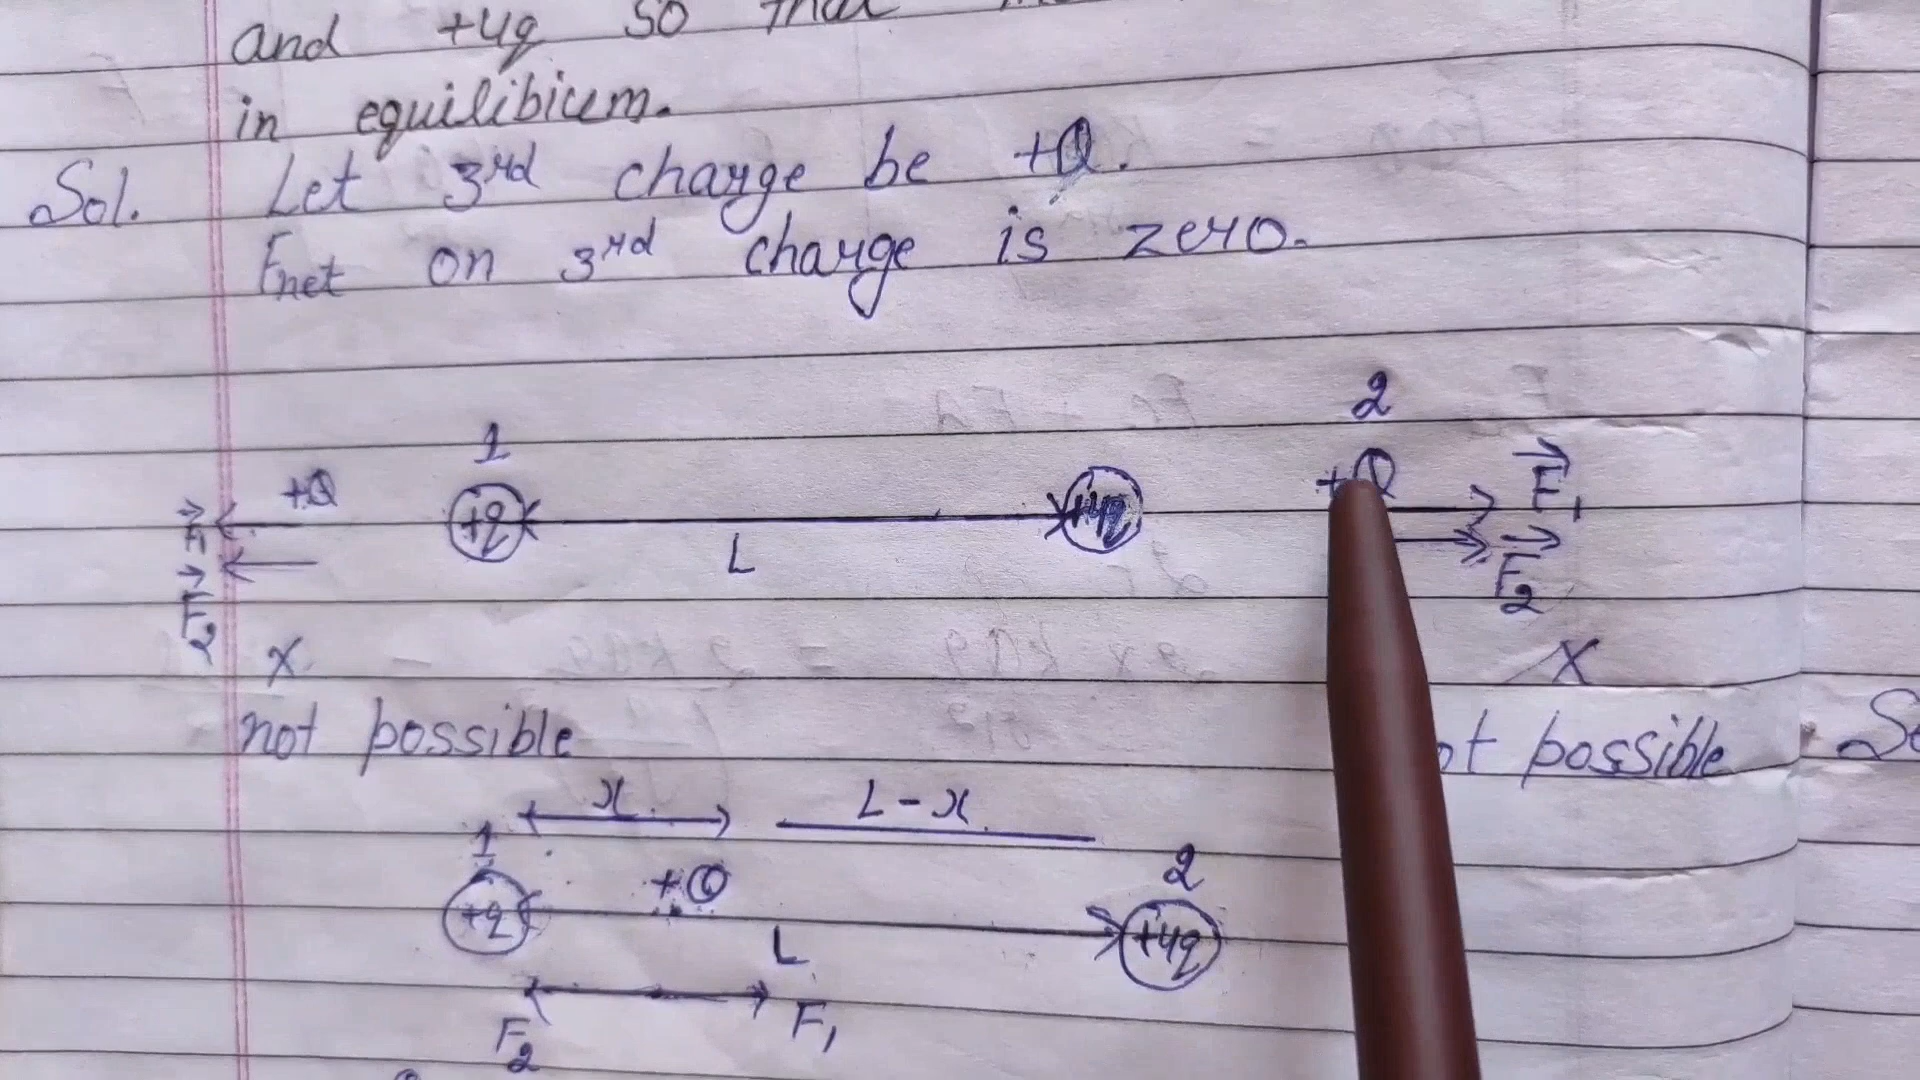 and +4q so that
in equilibium.
Sol. Let 3rd charge be +Q.
Fnet on 3rd charge is zero.
1 2
+Q +q L +4q +Q F1
F1 F2 F2
X X
not possible possible
x L-x
1 +Q 2
+q L +4q
F2 F1